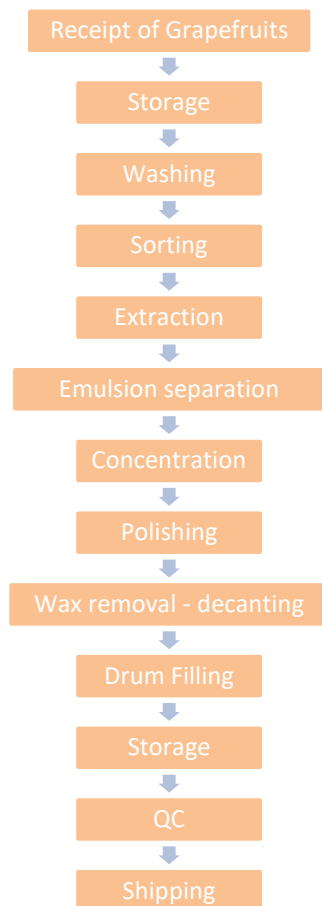 Receipt of Grapefruits
Storage
Washing
Sorting
Extraction
Emulsion separation
Concentration
Polishing
Wax removal - decanting
Drum Filling
Storage
QC
Shipping